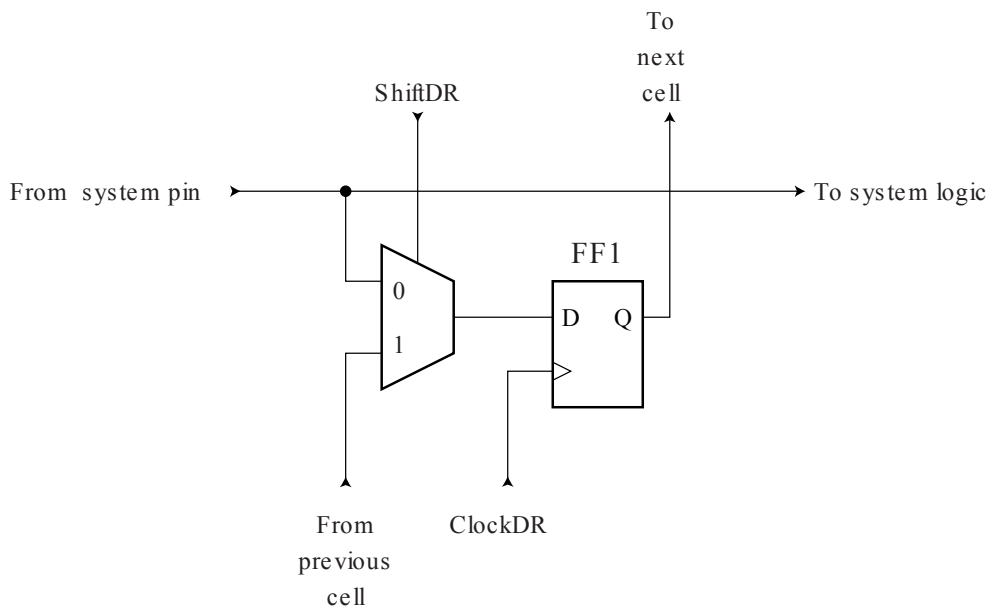 To
next
cell
ShiftDR
From system pin
To system logic
FF1
0
D Q
1
From
previous
cell
ClockDR